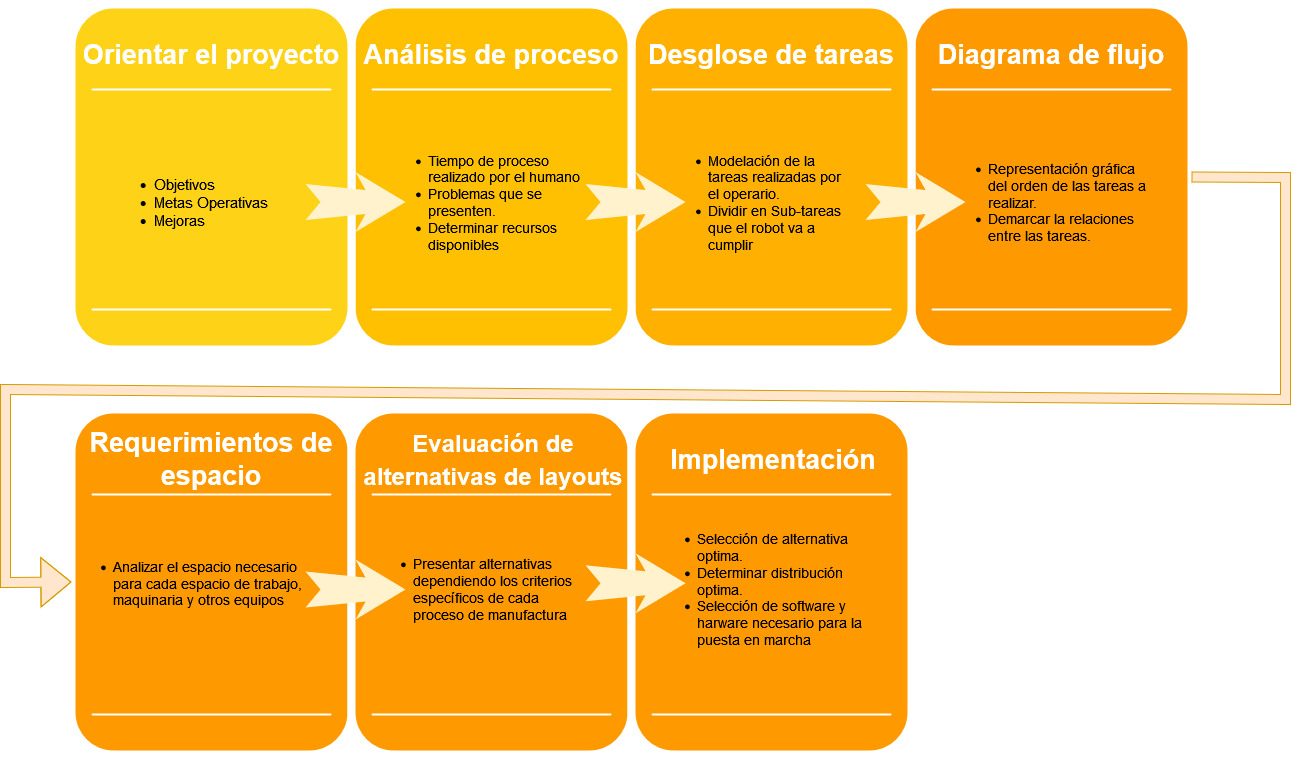 Orientar el proyecto
• Objetivos
• Metas Operativas
• Mejoras
Análisis de proceso
• Tiempo de proceso
realizado por el humano
• Problemas que se
presenten.
• Determinar recursos
disponibles
Desglose de tareas
• Modelación de la
tareas realizadas por
el operario.
• Dividir en Sub-tareas
que el robot va a
cumplir
Diagrama de flujo
• Representación gráfica
del orden de las tareas a
realizar.
• Demarcar la relaciones
entre las tareas.
Requerimientos de
espacio
• Analizar el espacio necesario
para cada espacio de trabajo,
maquinaria y otros equipos
Evaluación de
alternativas de layouts
• Presentar alternativas
dependiendo los criterios
específicos de cada
proceso de manufactura
Implementación
• Selección de alternativa
optima.
• Determinar distribución
optima.
• Selección de software y
harware necesario para la
puesta en marcha